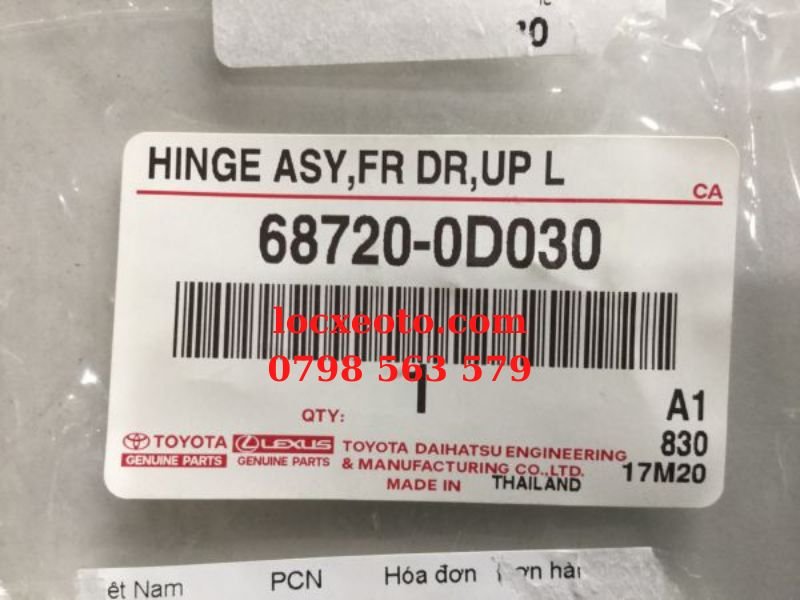 HINGE ASY,FR DR,UP L
CA
68720-0D030
locxeoto.com
0798 563 579
QTY: 1
A1
830
17M20
TOYOTA LEXUS
GENUINE PARTS GENUINE PARTS
TOYOTA DAIHATSU ENGINEERING
& MANUFACTURING CO.,LTD.
MADE IN THAILAND
PCN Hóa đơn